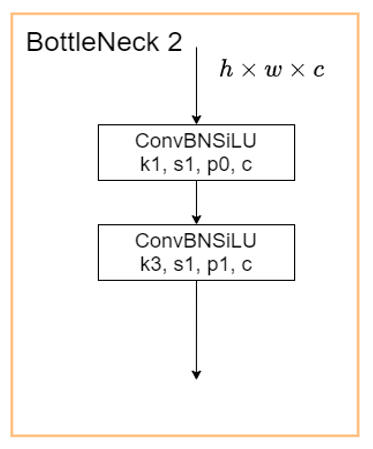 BottleNeck 2
h × w × c
ConvBNSiLU
k1, s1, p0, c
ConvBNSiLU
k3, s1, p1, c